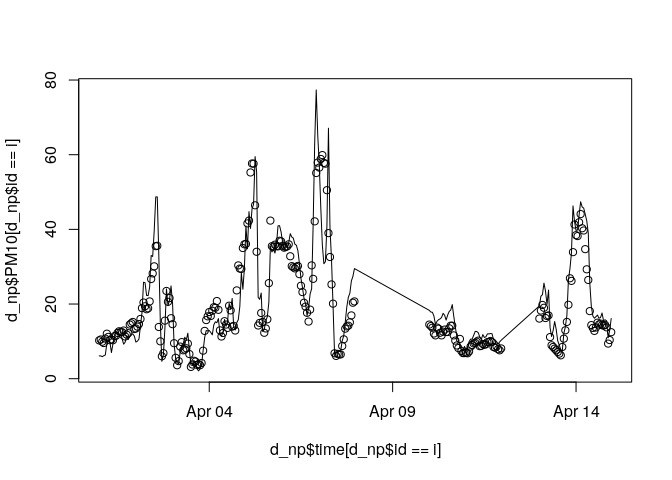 d_np$PM10[d_np$id == i]
80
60
40
20
0
Apr 04
Apr 09
Apr 14
d_np$time[d_np$id == i]